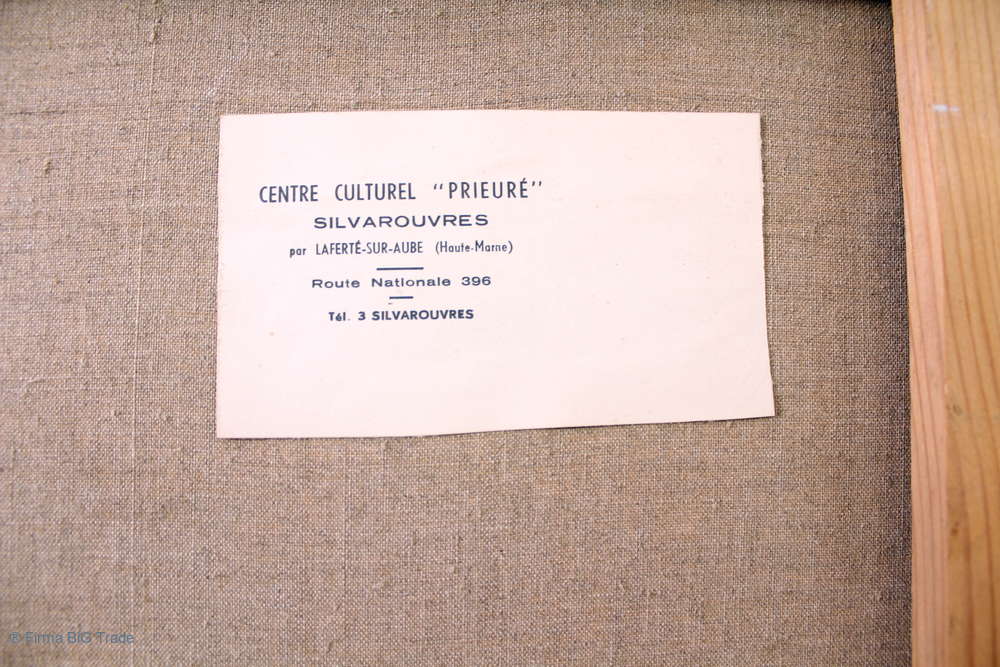 CENTRE CULTUREL "PRIEURÉ"
SILVAROUVRES
par LAFERTÉ-SUR-AUBE (Haute-Marne)
Route Nationale 396
Tél. 3 SILVAROUVRES
® Firma BIG Trade